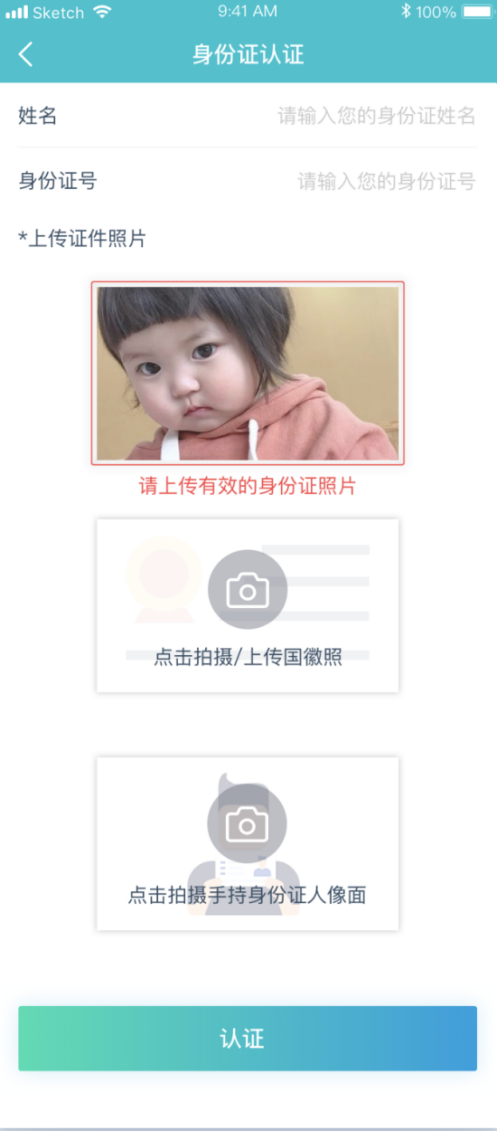 Sketch 9:41 AM 100%
身份证认证
姓名 请输入您的身份证姓名
身份证号 请输入您的身份证号
*上传证件照片
请上传有效的身份证照片
点击拍摄/上传国徽照
点击拍摄手持身份证人像面
认证